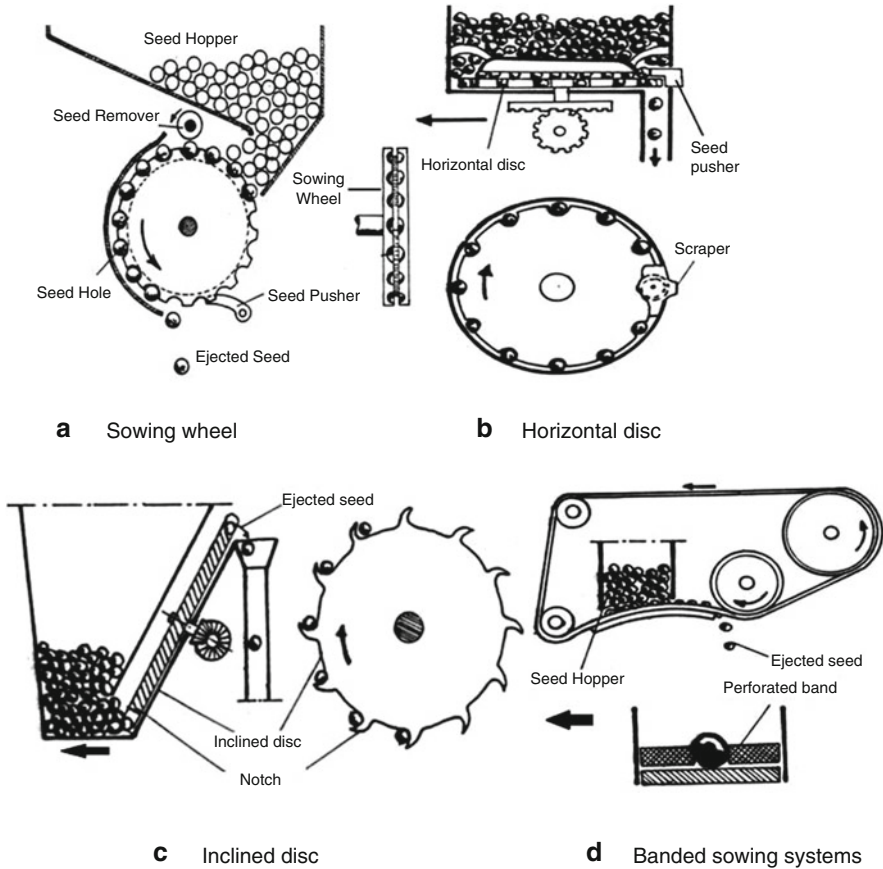 Seed Hopper
Seed Remover
Seed Hole
Seed Pusher
Ejected Seed
Sowing
Wheel
a Sowing wheel
Horizontal disc
Seed
pusher
Scraper
b Horizontal disc
Ejected seed
Inclined disc
Notch
c Inclined disc
Seed Hopper
Ejected seed
Perforated band
d Banded sowing systems